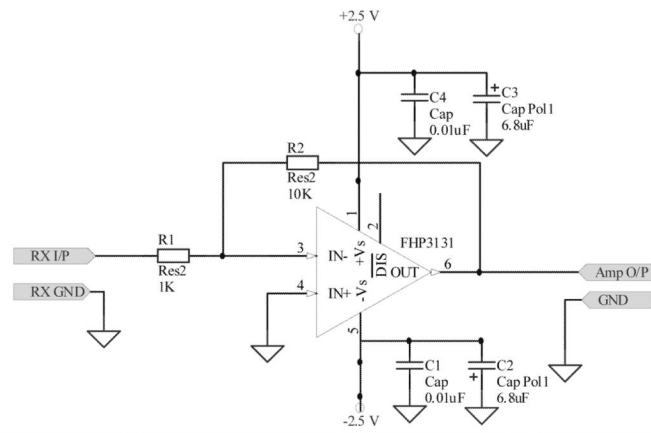 +2.5 V
C4
Cap
0.01uF
+
C3
Cap Pol1
6.8uF
R2
Res2
10K
1
2
FHP3131
RX I/P
R1
Res2
1K
3
IN-
+Vs
DIS
OUT
6
Amp O/P
RX GND
4
IN+
-Vs
GND
5
C1
Cap
0.01uF
+
C2
Cap Pol1
6.8uF
-2.5 V